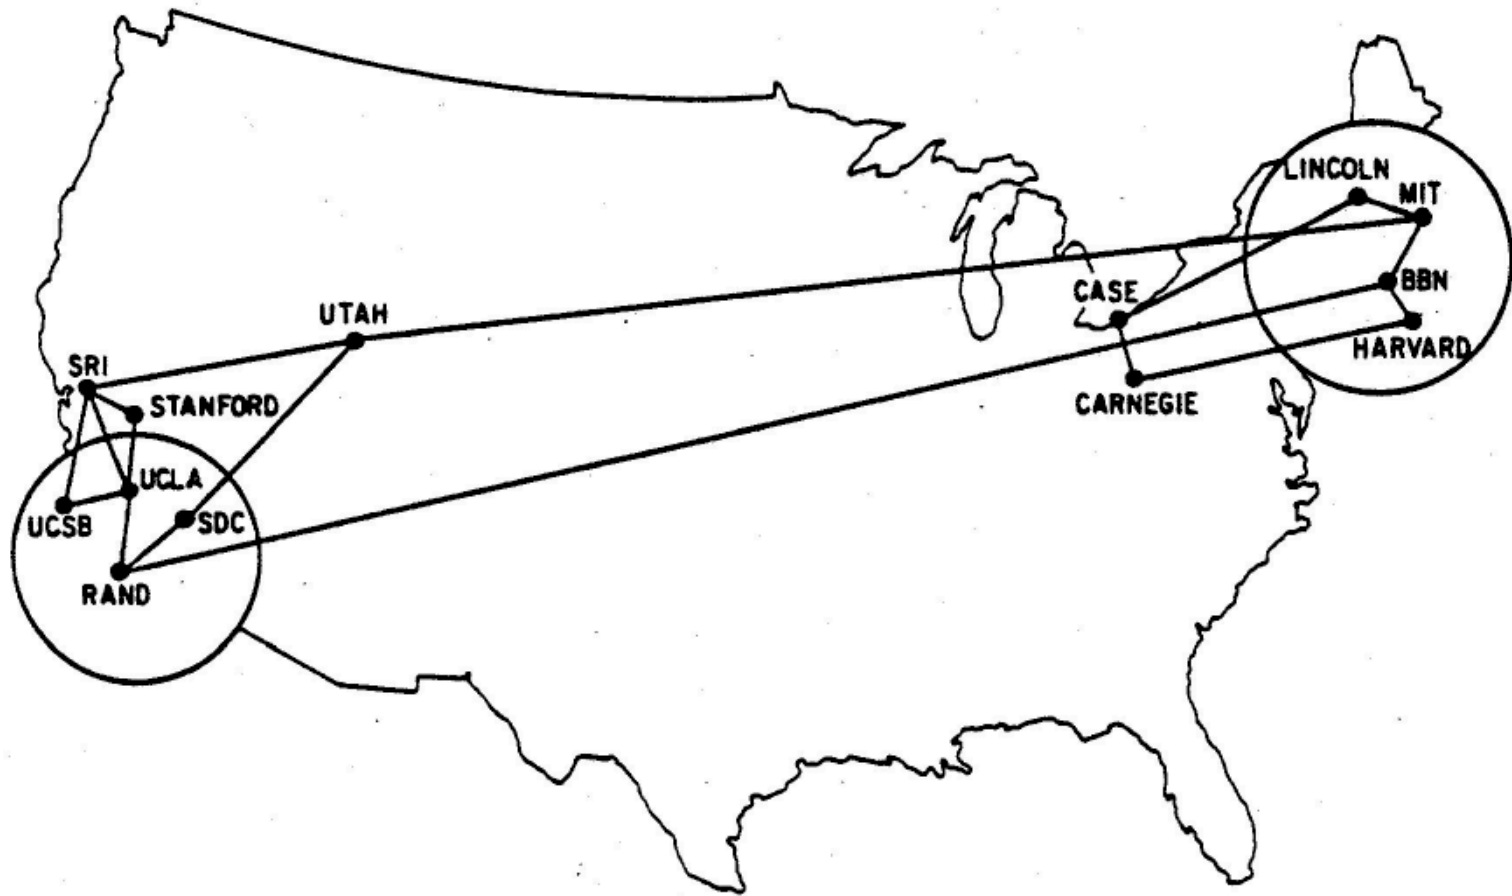 LINCOLN
MIT
BBN
CASE
HARVARD
UTAH
SRI
STANFORD
CARNEGIE
UCLA
UCSB
SDC
RAND